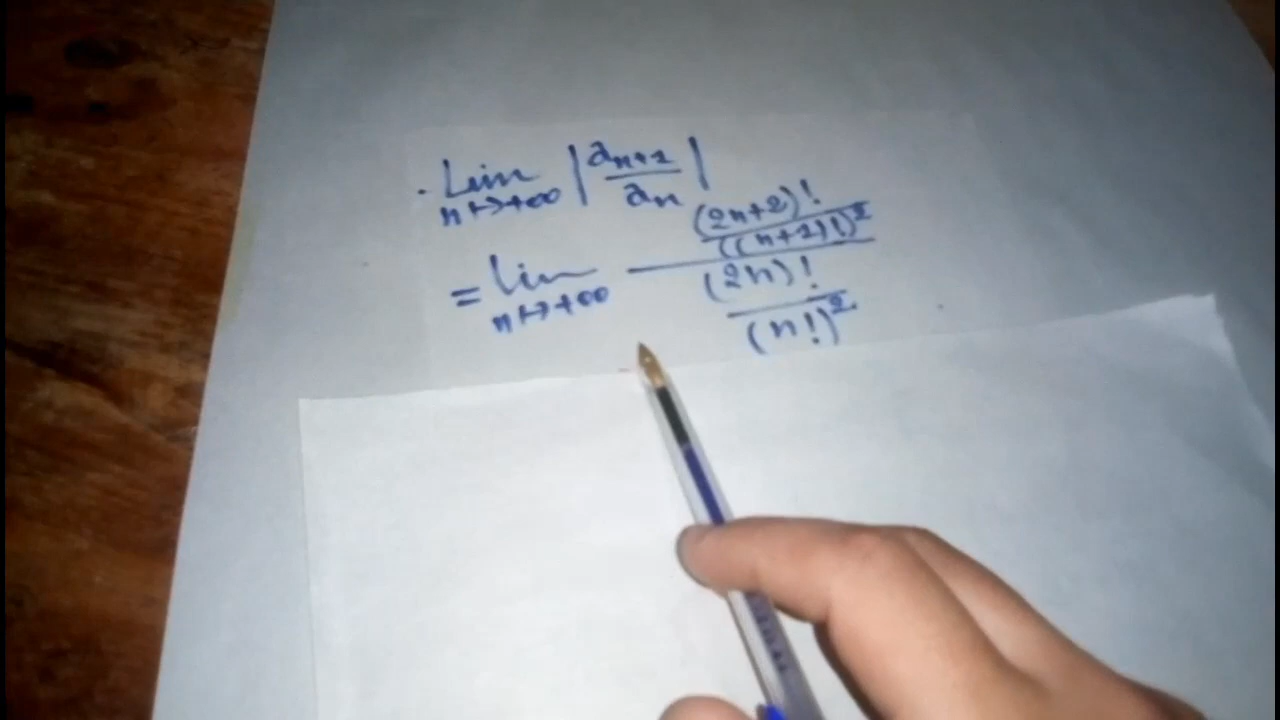 . Lim n↦+∞ |a_{n+1}/a_n|
= lim n↦+∞ ((2n+2)!/((n+1)!)²)/((2n)!/(n!)²)